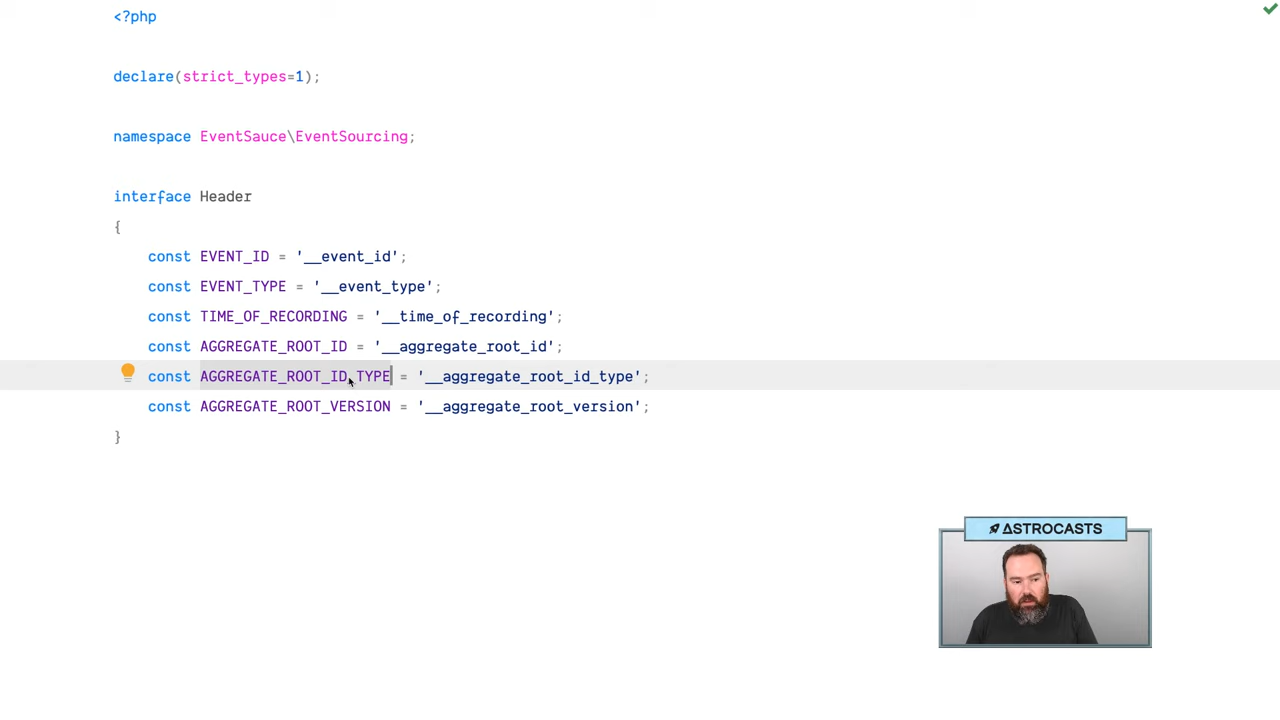 <?php
declare(strict_types=1);
namespace EventSauce\EventSourcing;
interface Header
{
const EVENT_ID = '__event_id';
const EVENT_TYPE = '__event_type';
const TIME_OF_RECORDING = '__time_of_recording';
const AGGREGATE_ROOT_ID = '__aggregate_root_id';
const AGGREGATE_ROOT_ID_TYPE = '__aggregate_root_id_type';
const AGGREGATE_ROOT_VERSION = '__aggregate_root_version';
}
ΔSTROCASTS